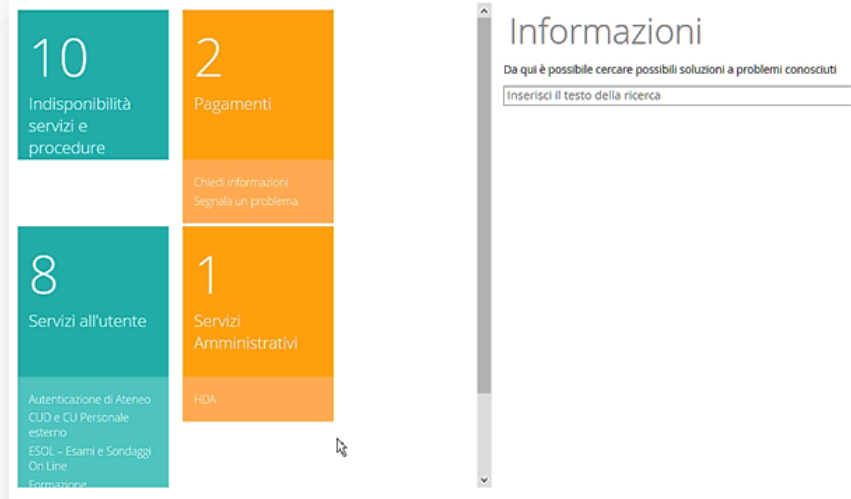 10
Indisponibilità
servizi e
procedure
2
Pagamenti
Chiedi informazioni
Segnala un problema
8
Servizi all'utente
Autenticazione di Ateneo
CUD e CU Personale
esterno
ESOL – Esami e Sondaggi
On Line
Formazione
1
Servizi
Amministrativi
HDA
Informazioni
Da qui è possibile cercare possibili soluzioni a problemi conosciuti
Inserisci il testo della ricerca